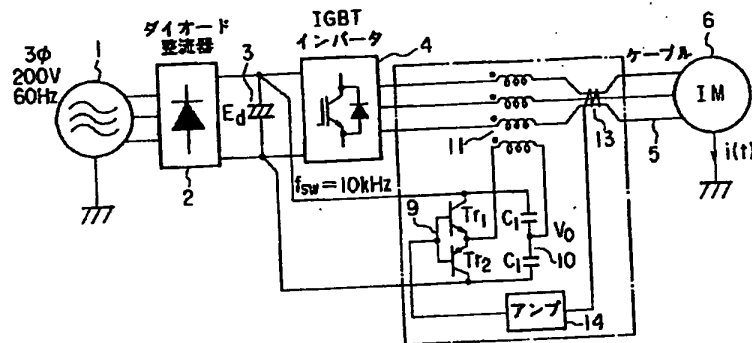 3φ
200V
60Hz
1
ダイオード
整流器
2
3
Ed
IGBT
インバータ
4
fsw=10kHz
11
ケーブル
13
5
6
IM
i(t)
9
Tr1
Tr2
C1
C1
V0
10
アンプ
14